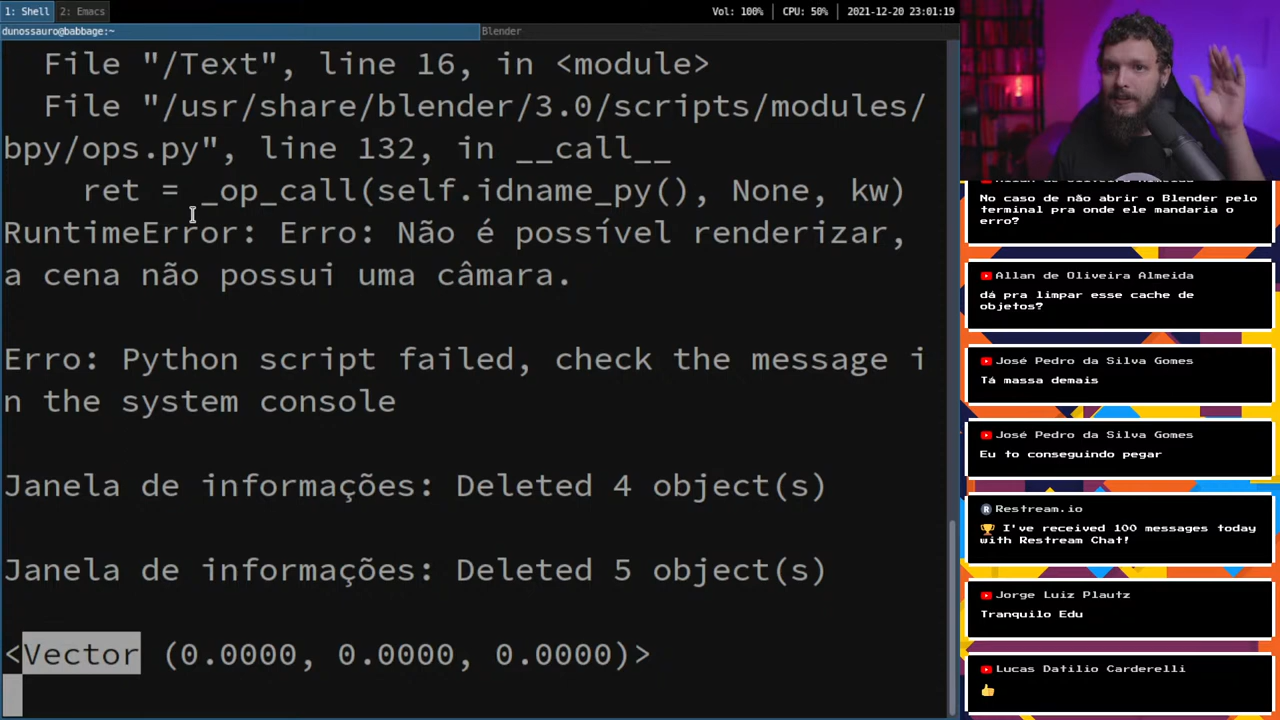 1: Shell
2: Emacs
Vol: 100%
CPU: 50%
2021-12-20 23:01:19
dunossauro@babbage:~
Blender
File "/Text", line 16, in <module>
File "/usr/share/blender/3.0/scripts/modules/
bpy/ops.py", line 132, in __call__
ret = _op_call(self.idname_py(), None, kw)
RuntimeError: Erro: Não é possível renderizar,
a cena não possui uma câmara.
Erro: Python script failed, check the message i
n the system console
Janela de informações: Deleted 4 object(s)
Janela de informações: Deleted 5 object(s)
<Vector (0.0000, 0.0000, 0.0000)>
Allan de Oliveira Almeida
No caso de não abrir o Blender pelo
terminal pra onde ele mandaria o
erro?
Allan de Oliveira Almeida
dá pra limpar esse cache de
objetos?
José Pedro da Silva Gomes
Tá massa demais
José Pedro da Silva Gomes
Eu to conseguindo pegar
Restream.io
🏆 I've received 100 messages today
with Restream Chat!
Jorge Luiz Plautz
Tranquilo Edu
Lucas Datilio Carderelli
👍